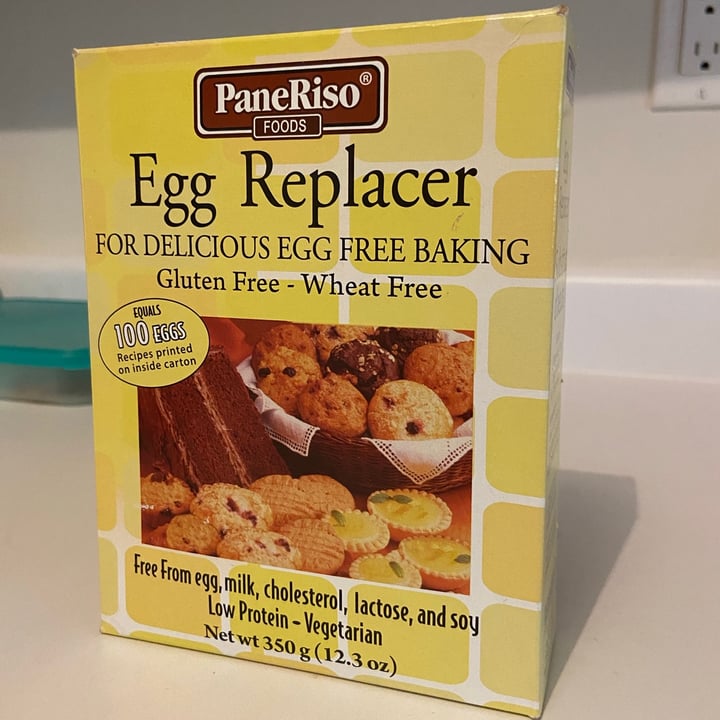 PaneRiso®
FOODS
Egg Replacer
FOR DELICIOUS EGG FREE BAKING
Gluten Free - Wheat Free
EQUALS
100 EGGS
Recipes printed
on inside carton
Free From egg, milk, cholesterol, lactose, and soy
Low Protein - Vegetarian
Net wt 350 g (12.3 oz)